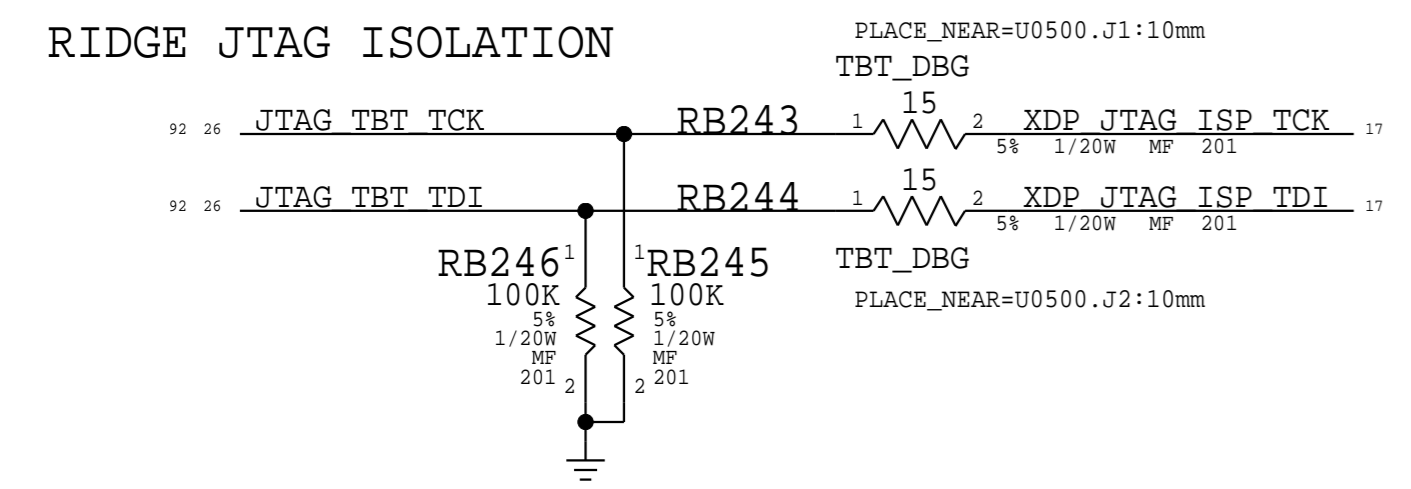 RIDGE JTAG ISOLATION
PLACE_NEAR=U0500.J1:10mm
TBT_DBG
15
92 26 JTAG_TBT_TCK RB243 1 2 XDP_JTAG_ISP_TCK 17
5% 1/20W MF 201
15
92 26 JTAG_TBT_TDI RB244 1 2 XDP_JTAG_ISP_TDI 17
5% 1/20W MF 201
TBT_DBG
PLACE_NEAR=U0500.J2:10mm
RB246 1
100K
5%
1/20W
MF
201 2
1 RB245
100K
5%
1/20W
MF
2 201